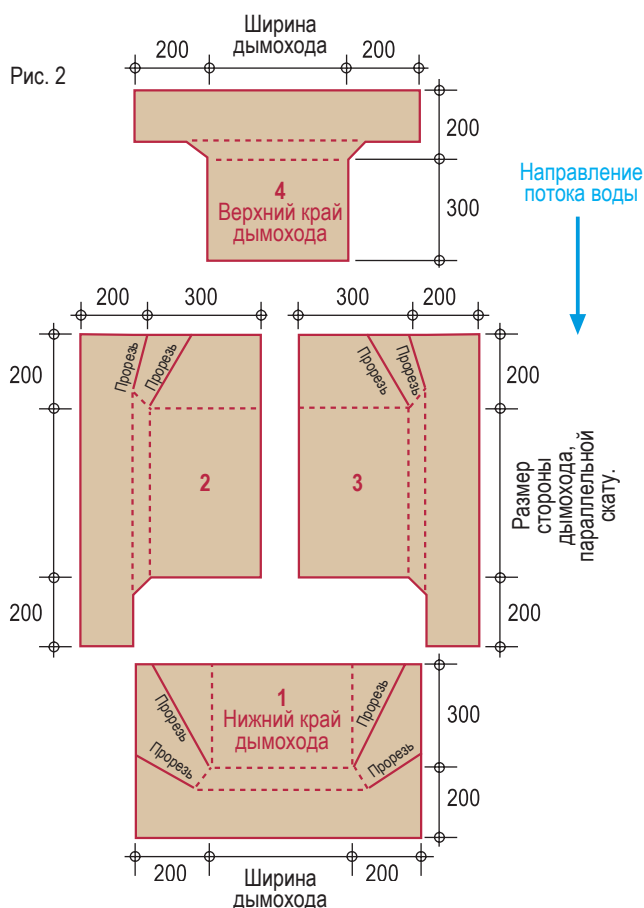 Рис. 2
200
Ширина
дымохода
200
200
300
4
Верхний край
дымохода
Направление
потока воды
200
300
300
200
200
Прорезь
Прорезь
Прорезь
Прорезь
200
2
3
Размер
стороны
дымохода,
параллельной
скату.
200
200
1
Нижний край
дымохода
Прорезь
Прорезь
Прорезь
Прорезь
300
200
200
Ширина
дымохода
200